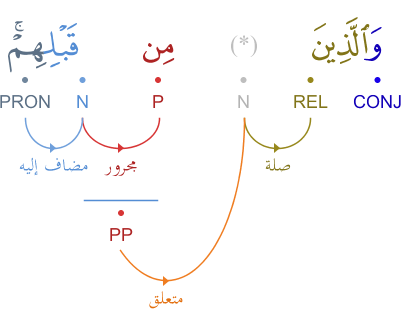 وَٱلَّذِينَ (*) مِن قَبْلِهِمْ ۚ
CONJ REL N P N PRON
صلة مجرور مضاف إليه
PP
متعلق